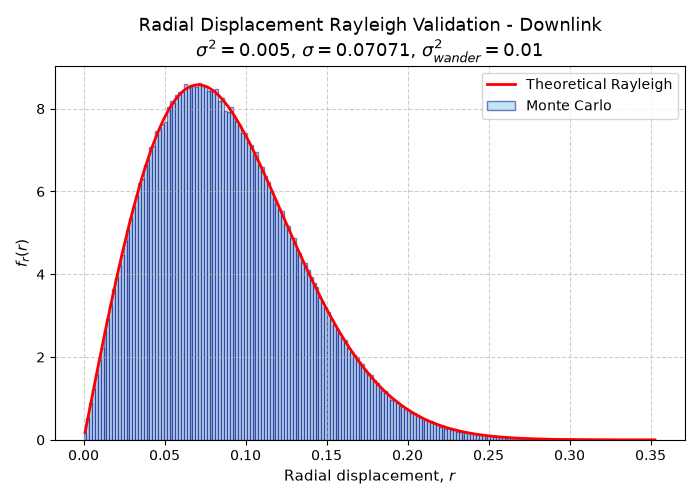 Radial Displacement Rayleigh Validation - Downlink
σ² = 0.005, σ = 0.07071, σ²_wander = 0.01
Theoretical Rayleigh
Monte Carlo
8
6
4
2
0
f_r(r)
0.00 0.05 0.10 0.15 0.20 0.25 0.30 0.35
Radial displacement, r